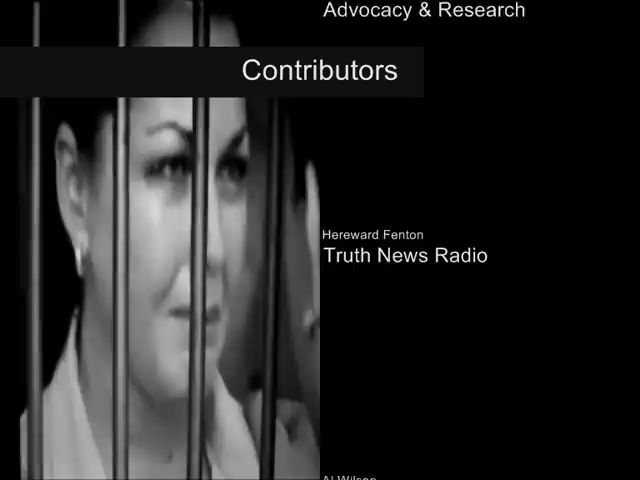 Advocacy & Research
Contributors
Hereward Fenton
Truth News Radio